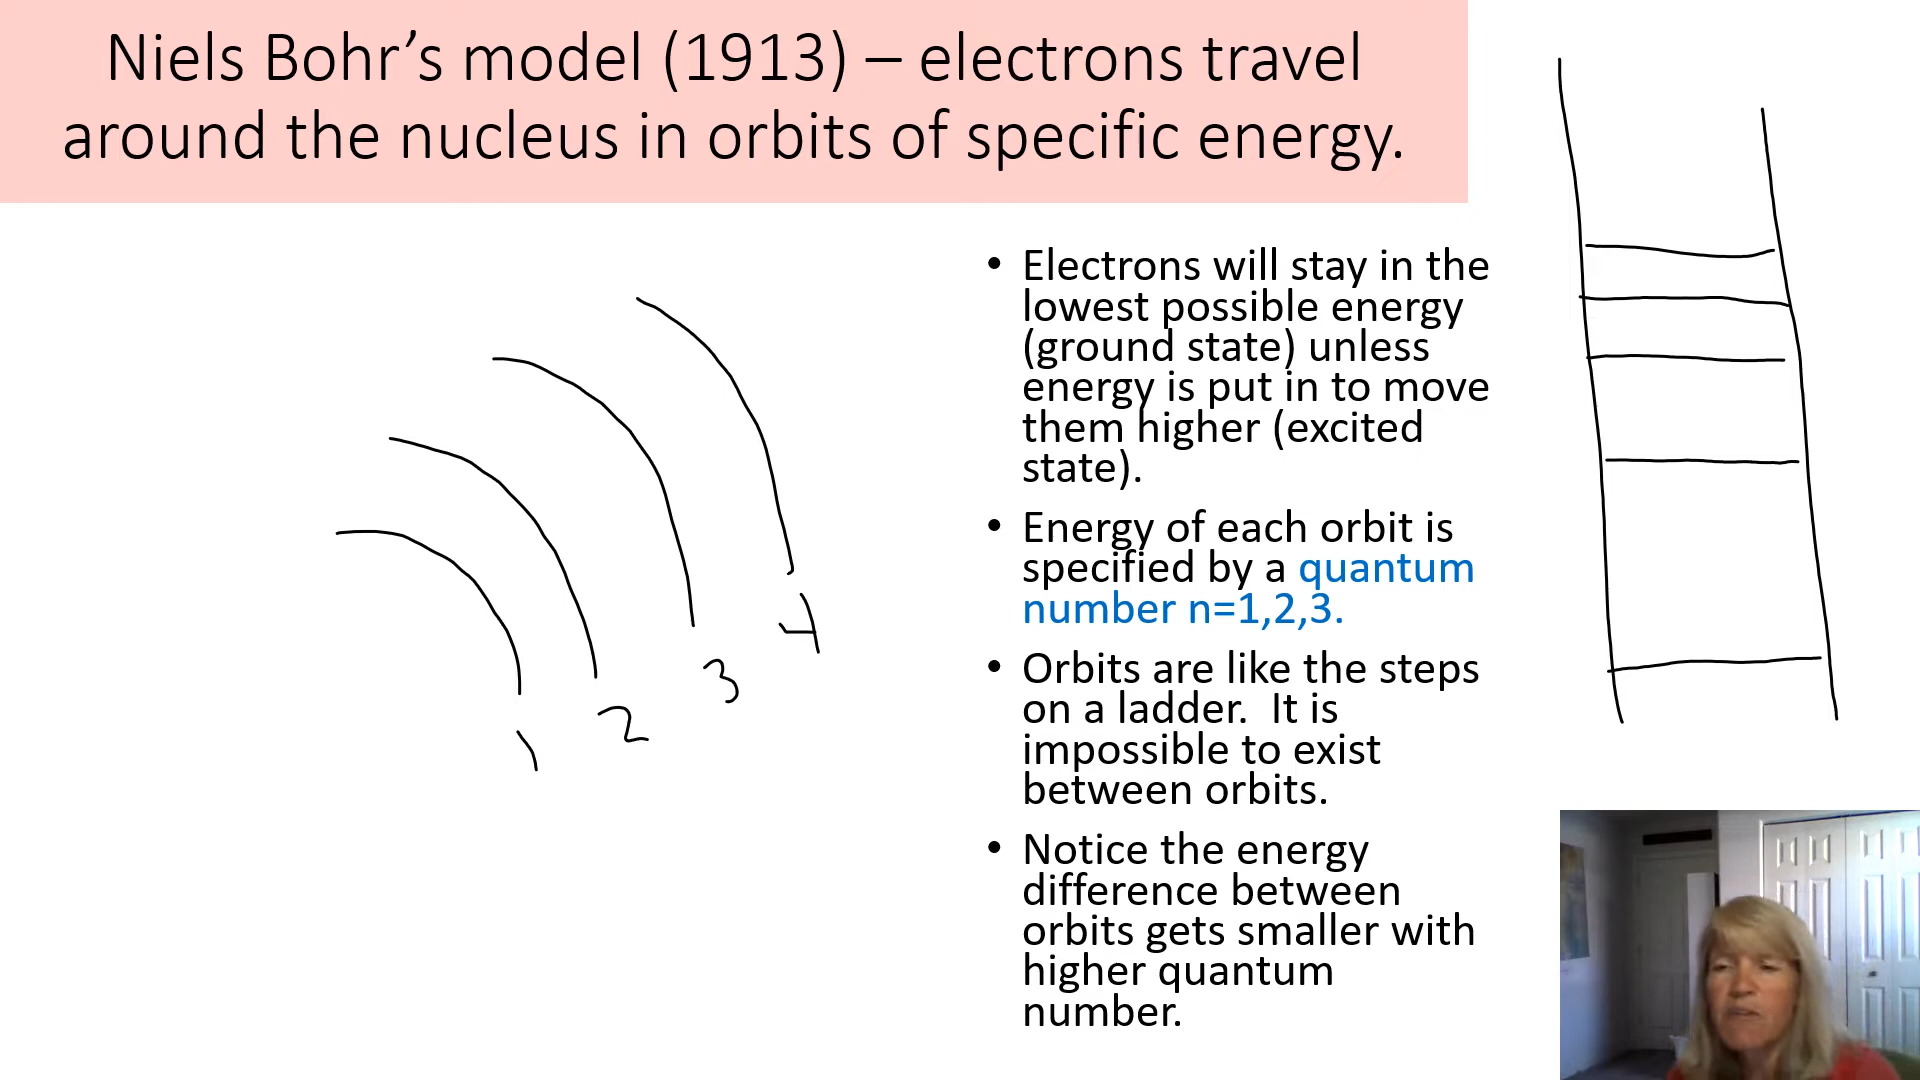 Niels Bohr’s model (1913) – electrons travel
around the nucleus in orbits of specific energy.
• Electrons will stay in the
lowest possible energy
(ground state) unless
energy is put in to move
them higher (excited
state).
• Energy of each orbit is
specified by a quantum
number n=1,2,3.
• Orbits are like the steps
on a ladder.  It is
impossible to exist
between orbits.
• Notice the energy
difference between
orbits gets smaller with
higher quantum
number.
1
2
3
4